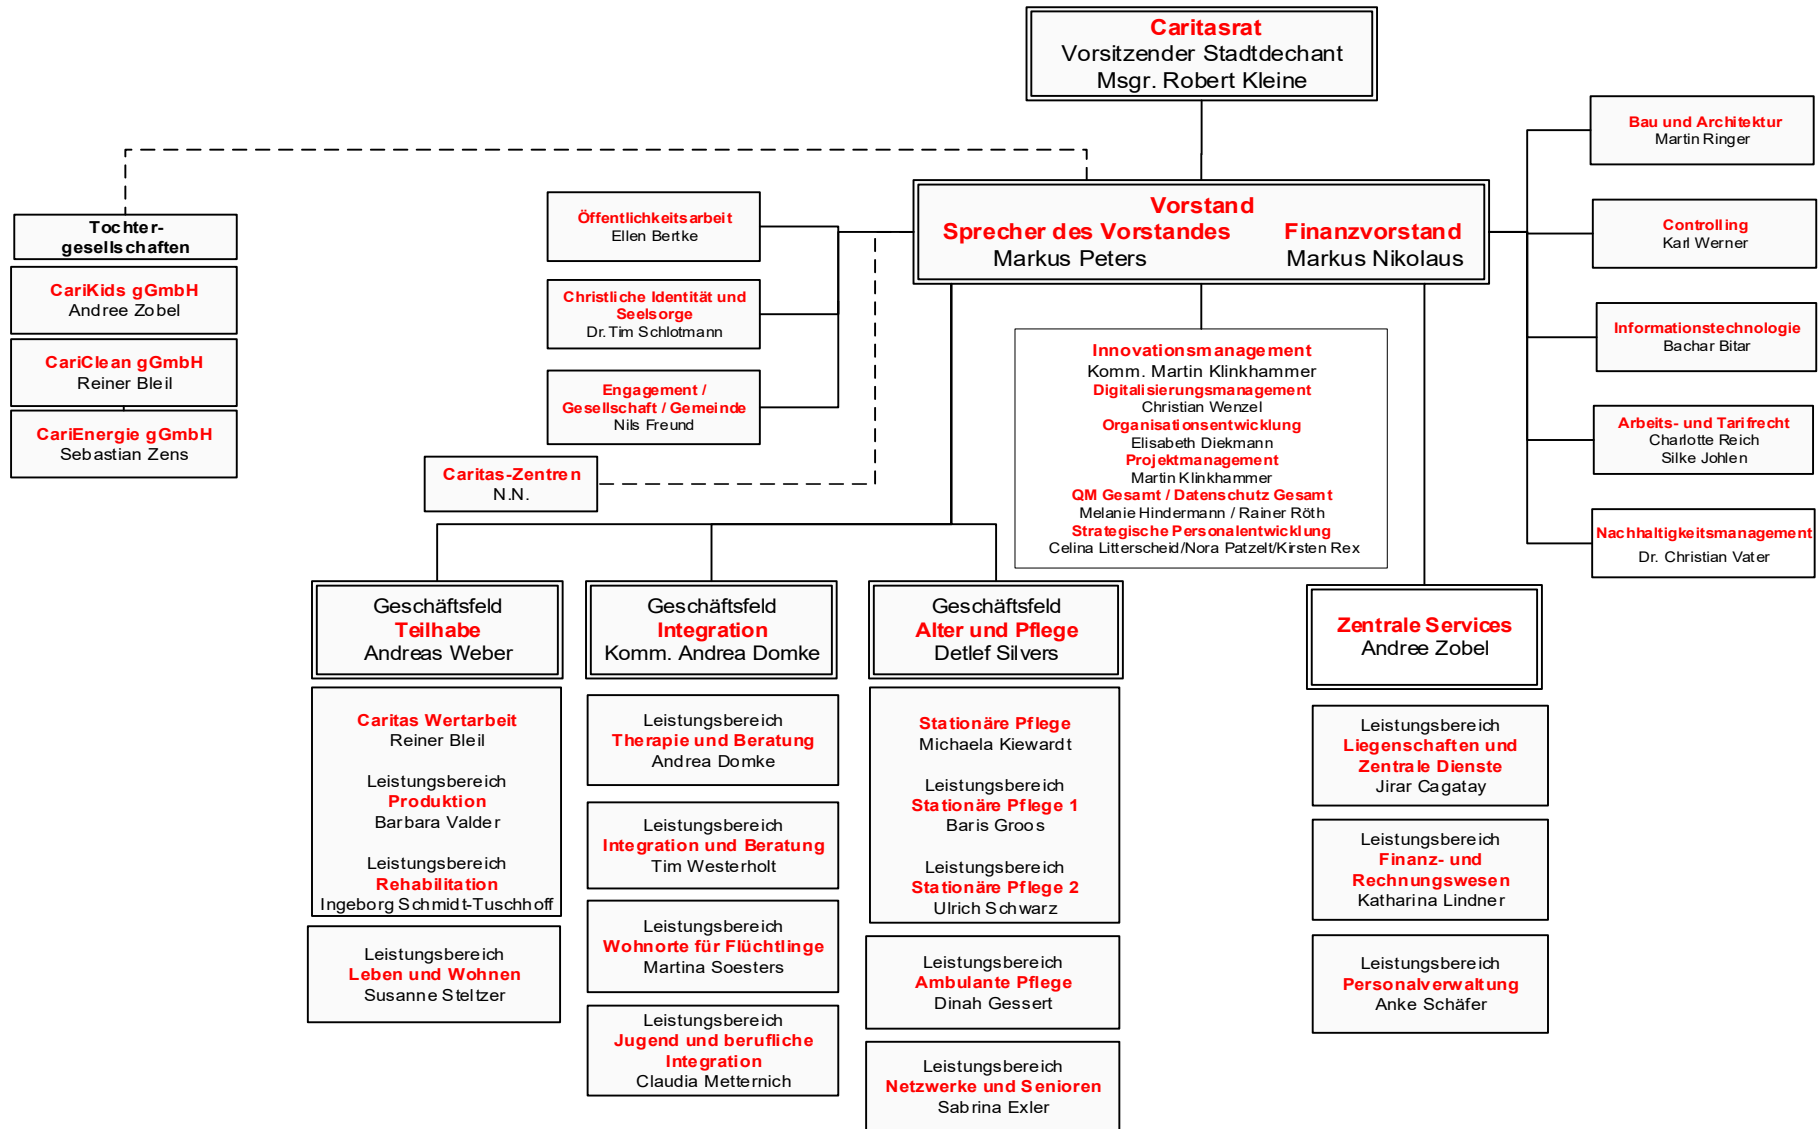 Caritasrat
Vorsitzender Stadtdechant
Msgr. Robert Kleine
Vorstand
Sprecher des Vorstandes
Markus Peters
Finanzvorstand
Markus Nikolaus
Tochter-
gesellschaften
CariKids gGmbH
Andree Zobel
CariClean gGmbH
Reiner Bleil
CariEnergie gGmbH
Sebastian Zens
Öffentlichkeitsarbeit
Ellen Bertke
Christliche Identität und
Seelsorge
Dr. Tim Schlotmann
Engagement /
Gesellschaft / Gemeinde
Nils Freund
Caritas-Zentren
N.N.
Innovationsmanagement
Komm. Martin Klinkhammer
Digitalisierungsmanagement
Christian Wenzel
Organisationsentwicklung
Elisabeth Diekmann
Projektmanagement
Martin Klinkhammer
QM Gesamt / Datenschutz Gesamt
Melanie Hindermann / Rainer Röth
Strategische Personalentwicklung
Celina Litterscheid/Nora Patzelt/Kirsten Rex
Bau und Architektur
Martin Ringer
Controlling
Karl Werner
Informationstechnologie
Bachar Bitar
Arbeits- und Tarifrecht
Charlotte Reich
Silke Johlen
Nachhaltigkeitsmanagement
Dr. Christian Vater
Geschäftsfeld
Teilhabe
Andreas Weber
Caritas Wertarbeit
Reiner Bleil
Leistungsbereich
Produktion
Barbara Valder
Leistungsbereich
Rehabilitation
Ingeborg Schmidt-Tuschhoff
Leistungsbereich
Leben und Wohnen
Susanne Steltzer
Geschäftsfeld
Integration
Komm. Andrea Domke
Leistungsbereich
Therapie und Beratung
Andrea Domke
Leistungsbereich
Integration und Beratung
Tim Westerholt
Leistungsbereich
Wohnorte für Flüchtlinge
Martina Soesters
Leistungsbereich
Jugend und berufliche
Integration
Claudia Metternich
Geschäftsfeld
Alter und Pflege
Detlef Silvers
Stationäre Pflege
Michaela Kiewardt
Leistungsbereich
Stationäre Pflege 1
Baris Groos
Leistungsbereich
Stationäre Pflege 2
Ulrich Schwarz
Leistungsbereich
Ambulante Pflege
Dinah Gessert
Leistungsbereich
Netzwerke und Senioren
Sabrina Exler
Zentrale Services
Andree Zobel
Leistungsbereich
Liegenschaften und
Zentrale Dienste
Jirar Cagatay
Leistungsbereich
Finanz- und
Rechnungswesen
Katharina Lindner
Leistungsbereich
Personalverwaltung
Anke Schäfer